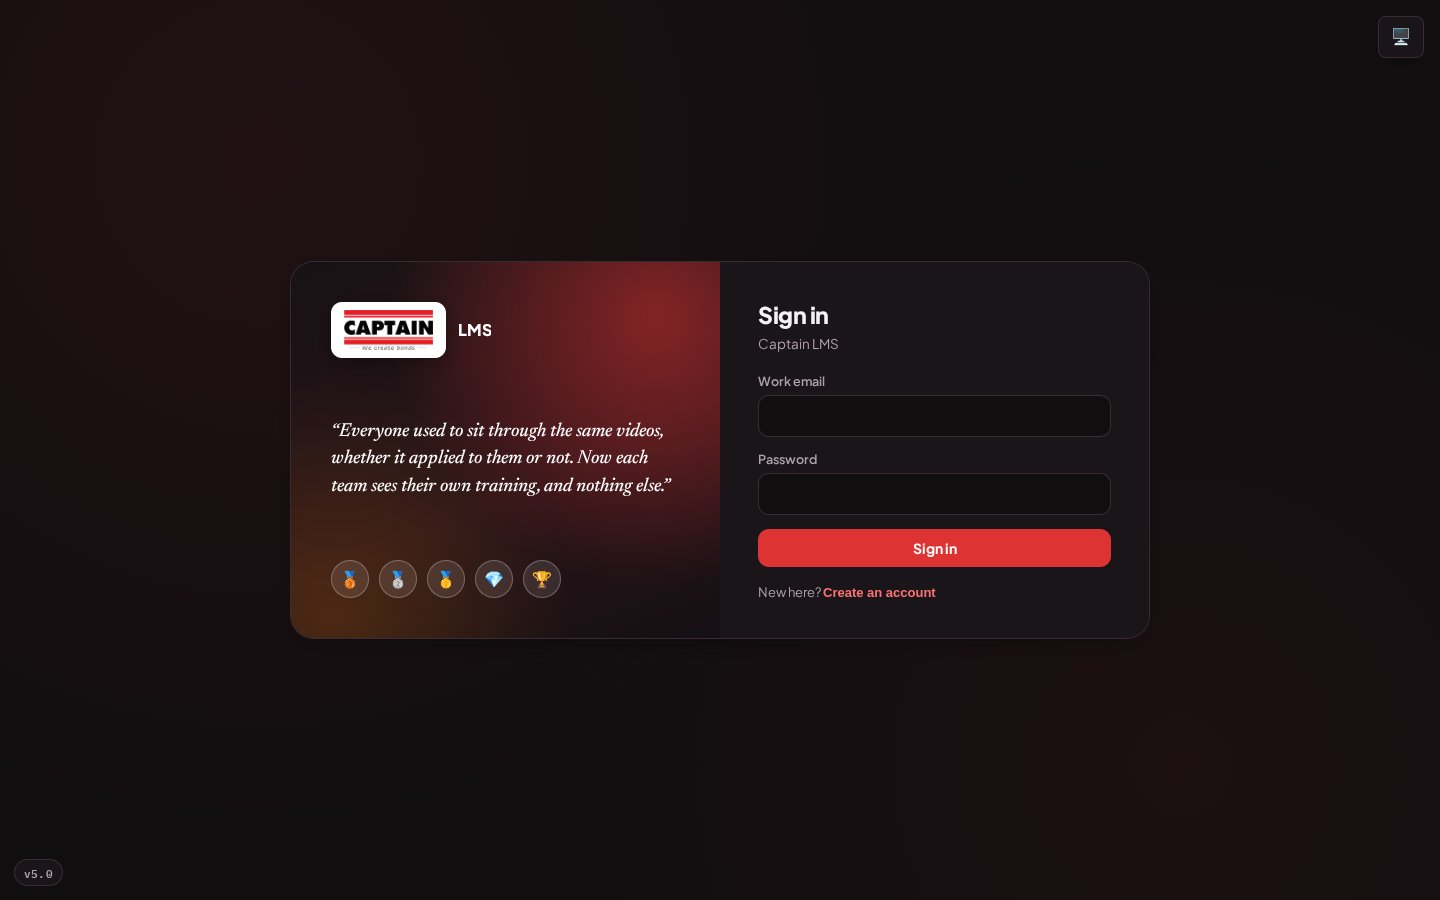 CAPTAIN
We create bonds
LMS
“Everyone used to sit through the same videos,
whether it applied to them or not. Now each
team sees their own training, and nothing else.”
Sign in
Captain LMS
Work email
Password
Sign in
New here? Create an account
v5.0